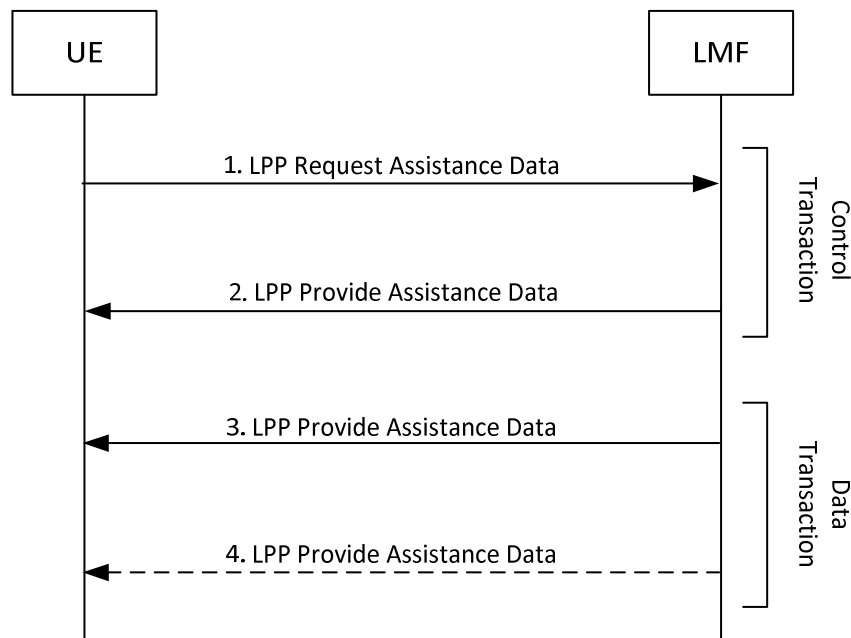 UE
LMF
1. LPP Request Assistance Data
2. LPP Provide Assistance Data
Control
Transaction
3. LPP Provide Assistance Data
4. LPP Provide Assistance Data
Data
Transaction